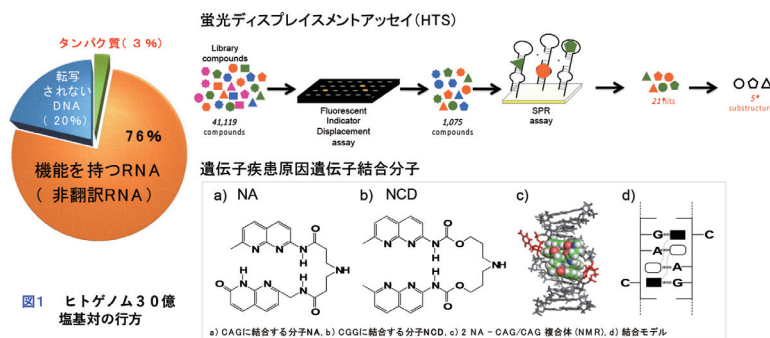 タンパク質(3%)
転写
されない
DNA
(20%)
76%
機能を持つRNA
( 非翻訳RNA)
図1 ヒトゲノム30億
塩基対の行方
蛍光ディスプレイスメントアッセイ(HTS)
Library
compounds
41,119
compounds
Fluorescent
Indicator
Displacement
assay
1,075
compounds
SPR
assay
hits
substructure
遺伝子疾患原因遺伝子結合分子
a) NA
b) NCD
c)
d)
N
N
N
H
O
H
N
NH
O
N
N
H
O
N
N
N
H
O
O
H
N
NH
N
N
O
O
G
C
A
A
C
G
a) CAGに結合する分子NA, b) CGGに結合する分子NCD, c) 2 NA - CAG/CAG 複合体 (NMR), d) 結合モデル